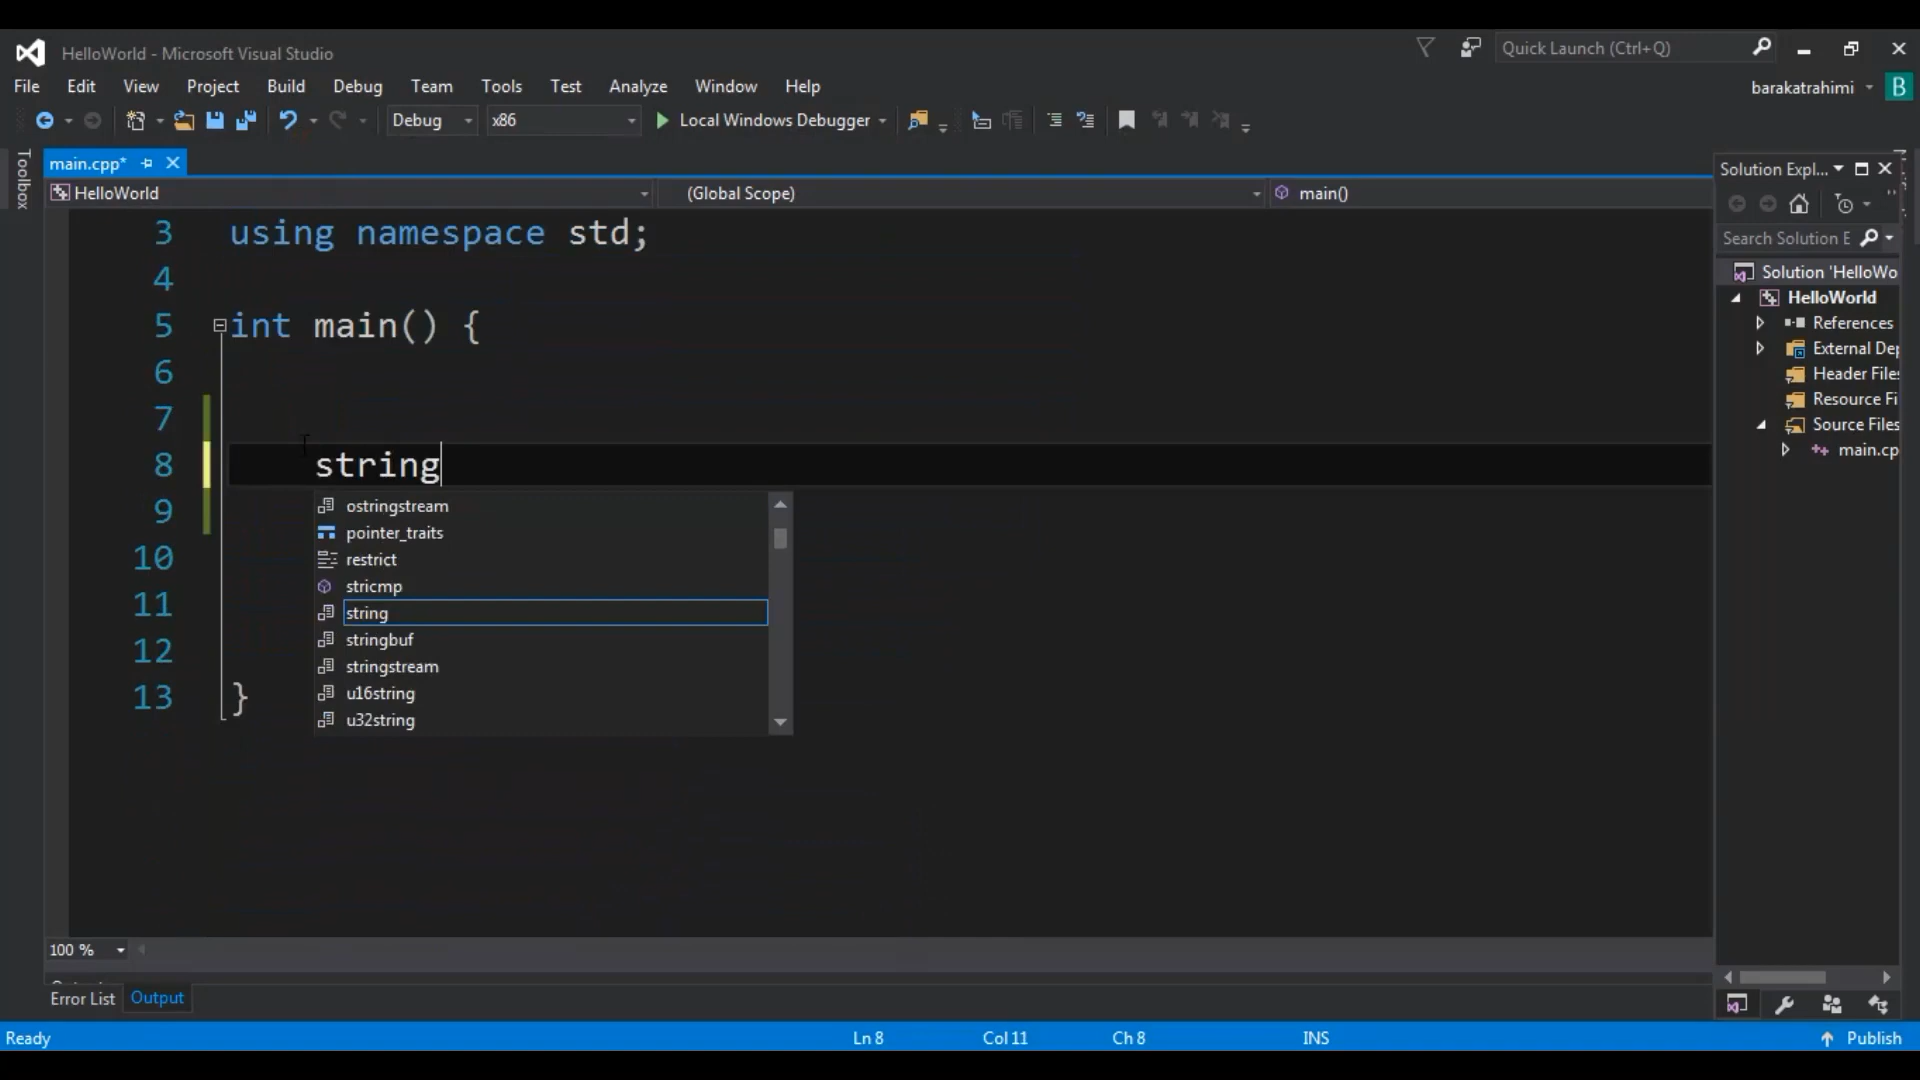 HelloWorld - Microsoft Visual Studio
Quick Launch (Ctrl+Q)
File Edit View Project Build Debug Team Tools Test Analyze Window Help
barakatrahimi B
Debug x86 Local Windows Debugger
Toolbox
main.cpp*
HelloWorld (Global Scope) main()
3 using namespace std;
4
5 int main() {
6
7
8 string
9
10
11
12
13 }
ostringstream
pointer_traits
restrict
stricmp
string
stringbuf
stringstream
u16string
u32string
Solution Expl...
Search Solution E
Solution 'HelloWo
HelloWorld
References
External Dep
Header Files
Resource Fi
Source Files
main.cp
100 %
Error List Output
Ready Ln 8 Col 11 Ch 8 INS Publish